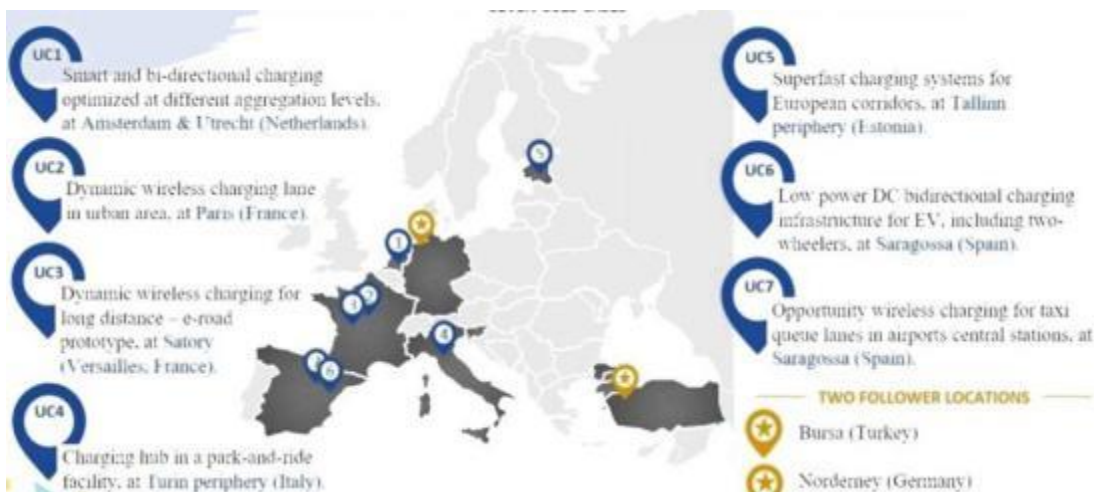 UC1
Smart and bi-directional charging
optimized at different aggregation levels,
at Amsterdam & Utrecht (Netherlands).
UC2
Dynamic wireless charging lane
in urban area, at Paris (France).
UC3
Dynamic wireless charging for
long distance – e-road
prototype, at Satory
(Versailles, France).
UC4
Charging hub in a park-and-ride
facility, at Turin periphery (Italy).
5
1
2
3
4
6
UC5
Superfast charging systems for
European corridors, at Tallinn
periphery (Estonia).
UC6
Low power DC bidirectional charging
infrastructure for EV, including two-
wheelers, at Saragossa (Spain).
UC7
Opportunity wireless charging for taxi
queue lanes in airports central stations, at
Saragossa (Spain).
TWO FOLLOWER LOCATIONS
Bursa (Turkey)
Norderney (Germany)